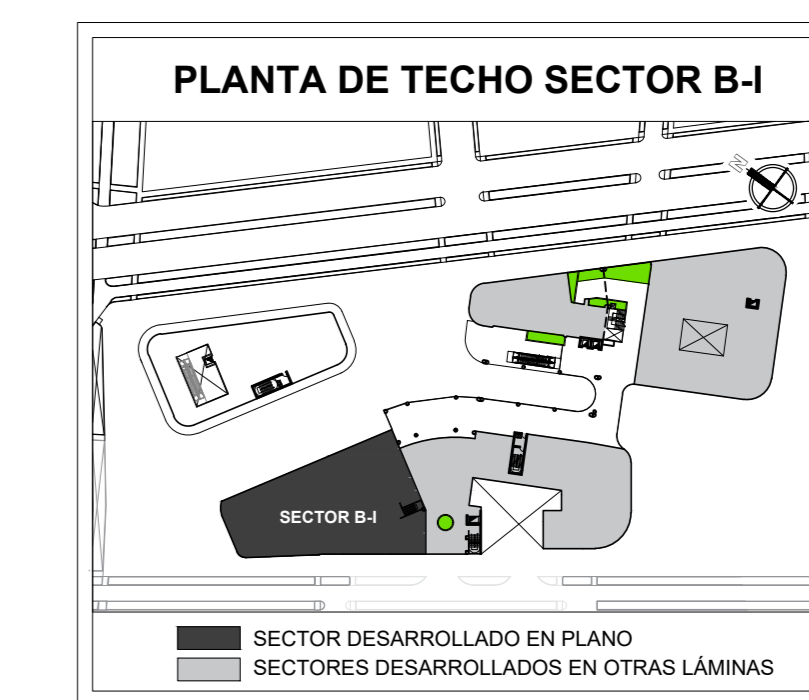 PLANTA DE TECHO SECTOR B-I
N
SECTOR B-I
SECTOR DESARROLLADO EN PLANO
SECTORES DESARROLLADOS EN OTRAS LÁMINAS